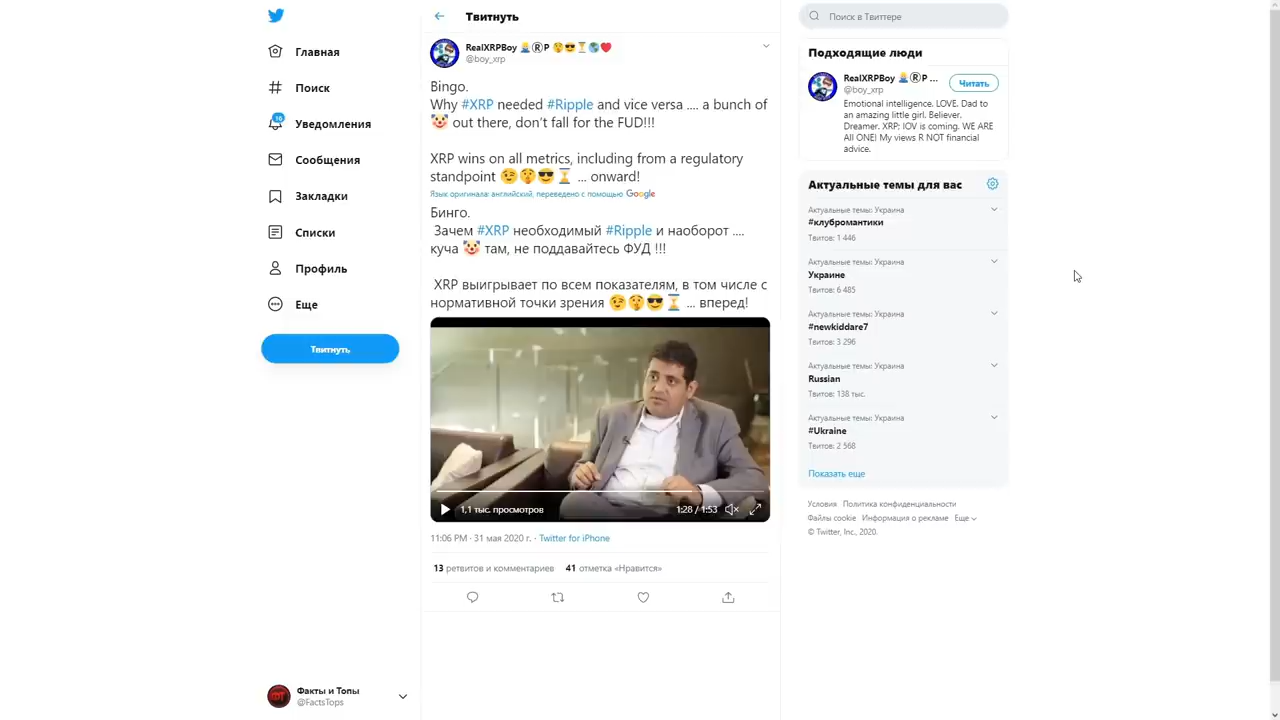 Главная
Поиск
10
Уведомления
Сообщения
Закладки
Списки
Профиль
Еще
Твитнуть
Факты и Топы
@FactsTops
Твитнуть
RealXRPBoy 🤷‍♂️ⓇP 🤫😎⏳🌎❤️
@boy_xrp
Bingo.
Why #XRP needed #Ripple and vice versa .... a bunch of
🤡 out there, don't fall for the FUD!!!
XRP wins on all metrics, including from a regulatory
standpoint 😉🤫😎⏳ ... onward!
Язык оригинала: английский, переведено с помощью Google
Бинго.
Зачем #XRP необходимый #Ripple и наоборот ....
куча 🤡 там, не поддавайтесь ФУД !!!
XRP выигрывает по всем показателям, в том числе с
нормативной точки зрения 😉🤫😎⏳ ... вперед!
1,1 тыс. просмотров
1:28 / 1:53
11:06 PM · 31 мая 2020 г. · Twitter for iPhone
13 ретвитов и комментариев 41 отметка «Нравится»
Поиск в Твиттере
Подходящие люди
RealXRPBoy 🤷‍♂️ⓇP ...
@boy_xrp
Читать
Emotional intelligence. LOVE. Dad to
an amazing little girl. Believer.
Dreamer. XRP; IOV is coming. WE ARE
All ONE! My views R NOT financial
advice.
Актуальные темы для вас
Актуальные темы: Украина
#клубромантики
Твитов: 1 446
Актуальные темы: Украина
Украине
Твитов: 6 485
Актуальные темы: Украина
#newkiddare7
Твитов: 3 296
Актуальные темы: Украина
Russian
Твитов: 138 тыс.
Актуальные темы: Украина
#Ukraine
Твитов: 2 568
Показать еще
Условия Политика конфиденциальности
Файлы cookie Информация о рекламе Еще
© Twitter, Inc., 2020.